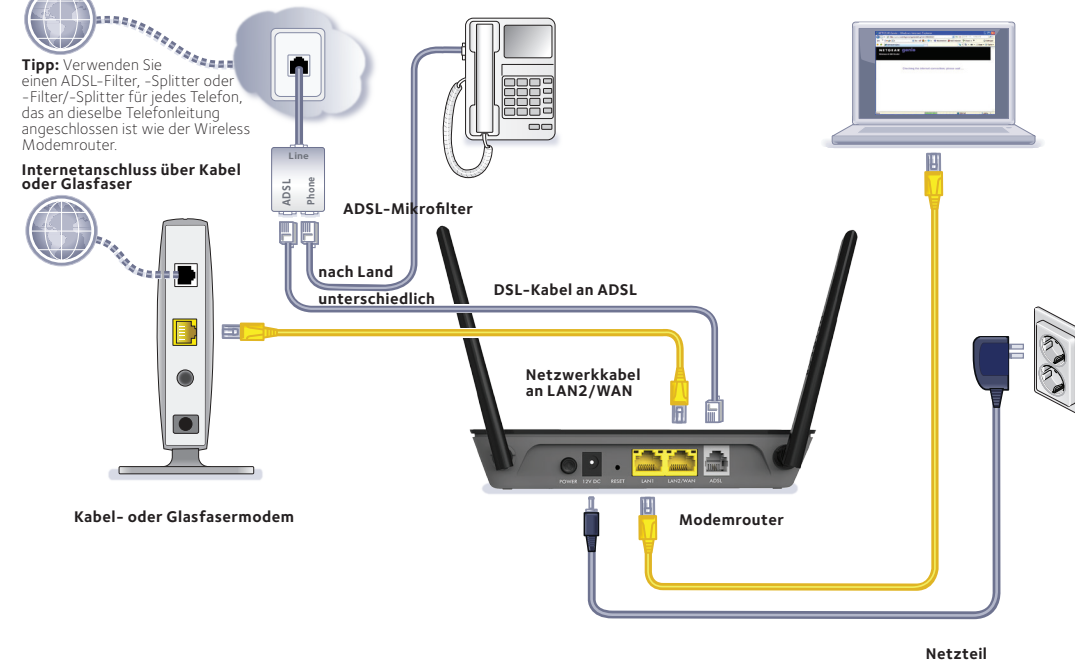 Tipp: Verwenden Sie
einen ADSL-Filter, -Splitter oder
-Filter/-Splitter für jedes Telefon,
das an dieselbe Telefonleitung
angeschlossen ist wie der Wireless
Modemrouter.
Internetanschluss über Kabel
oder Glasfaser
Line
ADSL
Phone
ADSL-Mikrofilter
nach Land
unterschiedlich
DSL-Kabel an ADSL
Netzwerkkabel
an LAN2/WAN
NETGEAR genie
POWER
12V DC
RESET
LAN1
LAN2/WAN
ADSL
Kabel- oder Glasfasermodem
Modemrouter
Netzteil